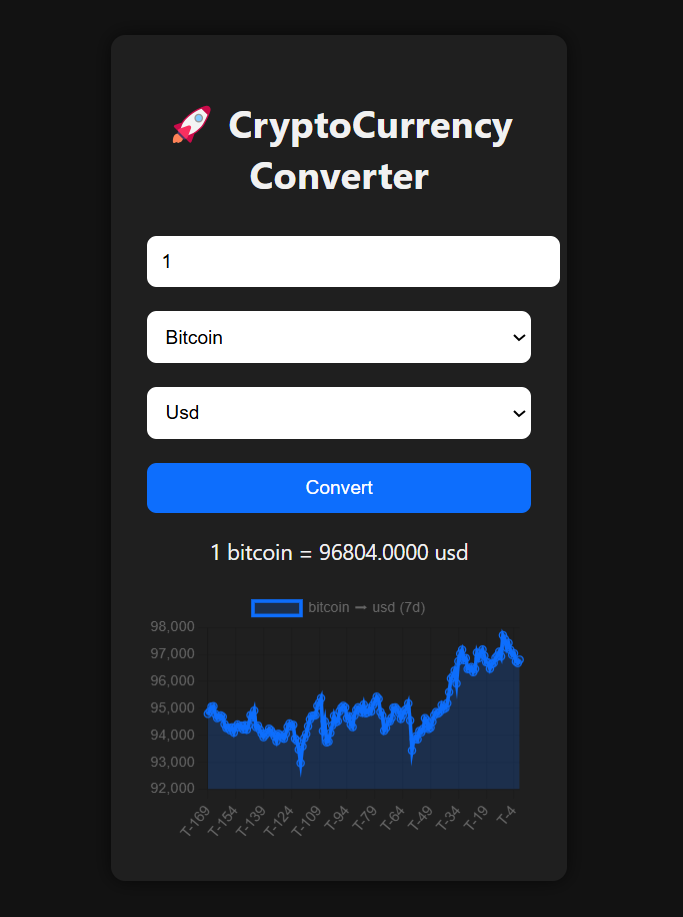 🚀 CryptoCurrency
Converter
1
Bitcoin
Usd
Convert
1 bitcoin = 96804.0000 usd
bitcoin ➞ usd (7d)
98,000
97,000
96,000
95,000
94,000
93,000
92,000
T-169
T-154
T-139
T-124
T-109
T-94
T-79
T-64
T-49
T-34
T-19
T-4